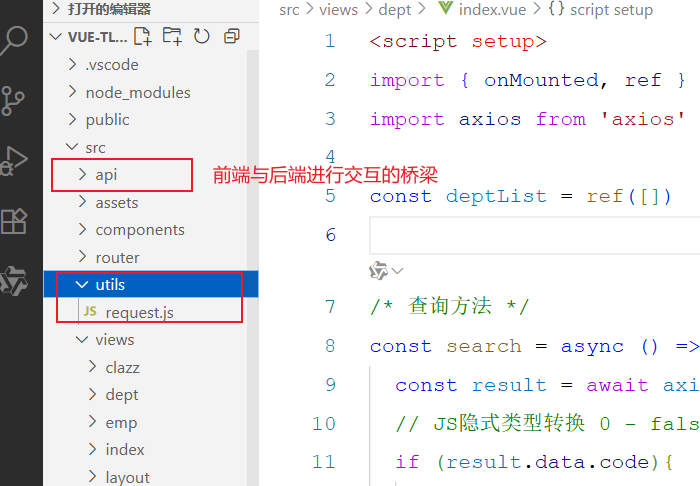 打开的编辑器
VUE-TL...
.vscode
node_modules
public
src
api
assets
components
router
utils
JS request.js
views
clazz
dept
emp
index
layout
前端与后端进行交互的桥梁
src > views > dept > index.vue > {} script setup
1 <script setup>
2 import { onMounted, ref }
3 import axios from 'axios'
4
5 const deptList = ref([])
6
7 /* 查询方法 */
8 const search = async () =>
9 const result = await axi
10 // JS隐式类型转换 0 - fals
11 if (result.data.code){